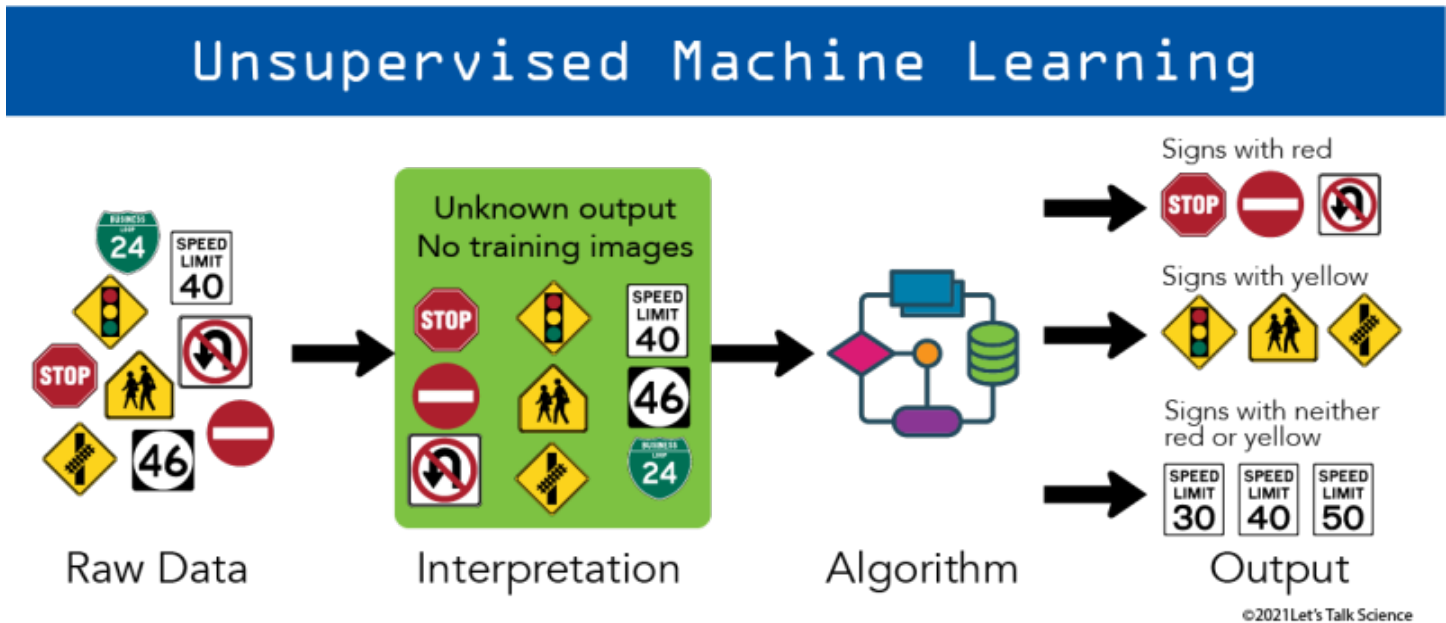 Unsupervised Machine Learning
BUSINESS
LOOP
24
SPEED
LIMIT
40
STOP
46
Raw Data
Unknown output
No training images
STOP
SPEED
LIMIT
40
46
BUSINESS
LOOP
24
Interpretation
Algorithm
Signs with red
STOP
Signs with yellow
Signs with neither
red or yellow
SPEED
LIMIT
30
SPEED
LIMIT
40
SPEED
LIMIT
50
Output
©2021Let's Talk Science